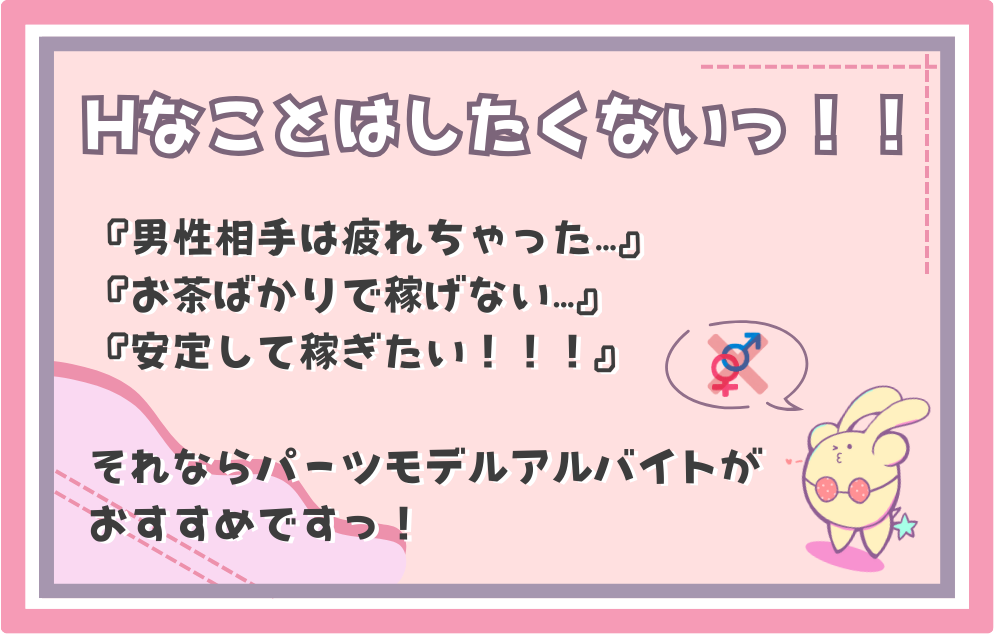 Hなことはしたくないっ！！
『男性相手は疲れちゃった…』
『お茶ばかりで稼げない…』
『安定して稼ぎたい！！！』
それならパーツモデルアルバイトが
おすすめですっ！